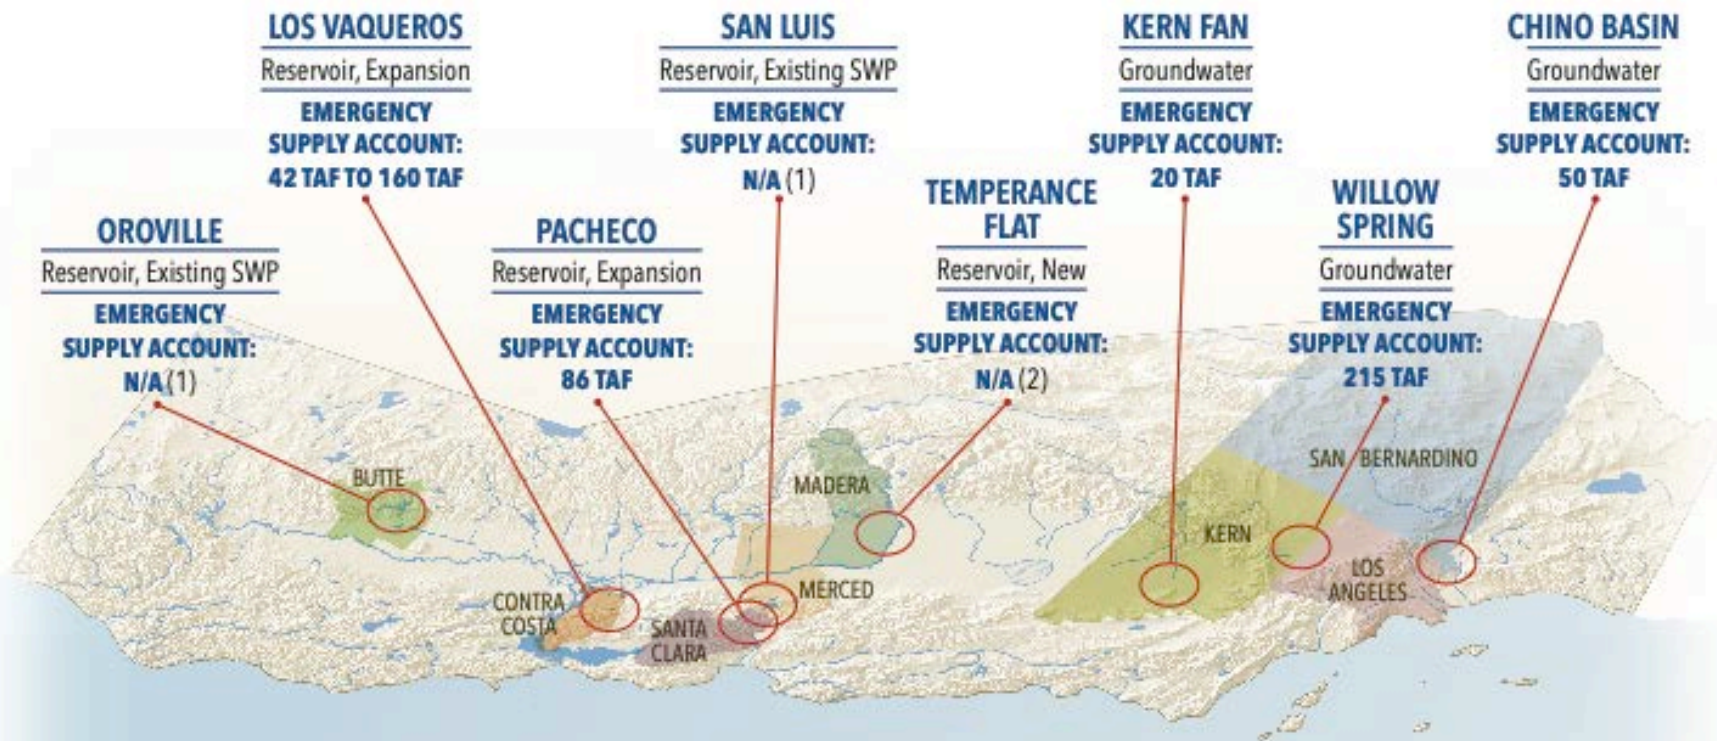 LOS VAQUEROS
Reservoir, Expansion
EMERGENCY
SUPPLY ACCOUNT:
42 TAF TO 160 TAF
SAN LUIS
Reservoir, Existing SWP
EMERGENCY
SUPPLY ACCOUNT:
N/A (1)
KERN FAN
Groundwater
EMERGENCY
SUPPLY ACCOUNT:
20 TAF
CHINO BASIN
Groundwater
EMERGENCY
SUPPLY ACCOUNT:
50 TAF
OROVILLE
Reservoir, Existing SWP
EMERGENCY
SUPPLY ACCOUNT:
N/A (1)
PACHECO
Reservoir, Expansion
EMERGENCY
SUPPLY ACCOUNT:
86 TAF
TEMPERANCE
FLAT
Reservoir, New
EMERGENCY
SUPPLY ACCOUNT:
N/A (2)
WILLOW
SPRING
Groundwater
EMERGENCY
SUPPLY ACCOUNT:
215 TAF
BUTTE
MADERA
SAN BERNARDINO
KERN
CONTRA
COSTA
SANTA
CLARA
MERCED
LOS
ANGELES